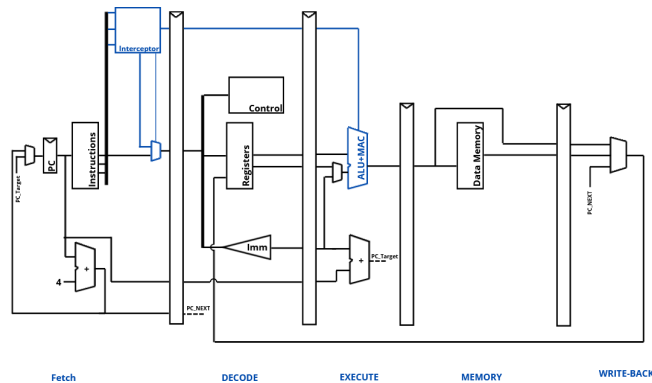 Interceptor
Control
PC_Target
PC
Instructions
Registers
ALU+MAC
Data Memory
PC_NEXT
Imm
+
+
PC_Target
4
PC_NEXT
Fetch
DECODE
EXECUTE
MEMORY
WRITE-BACK